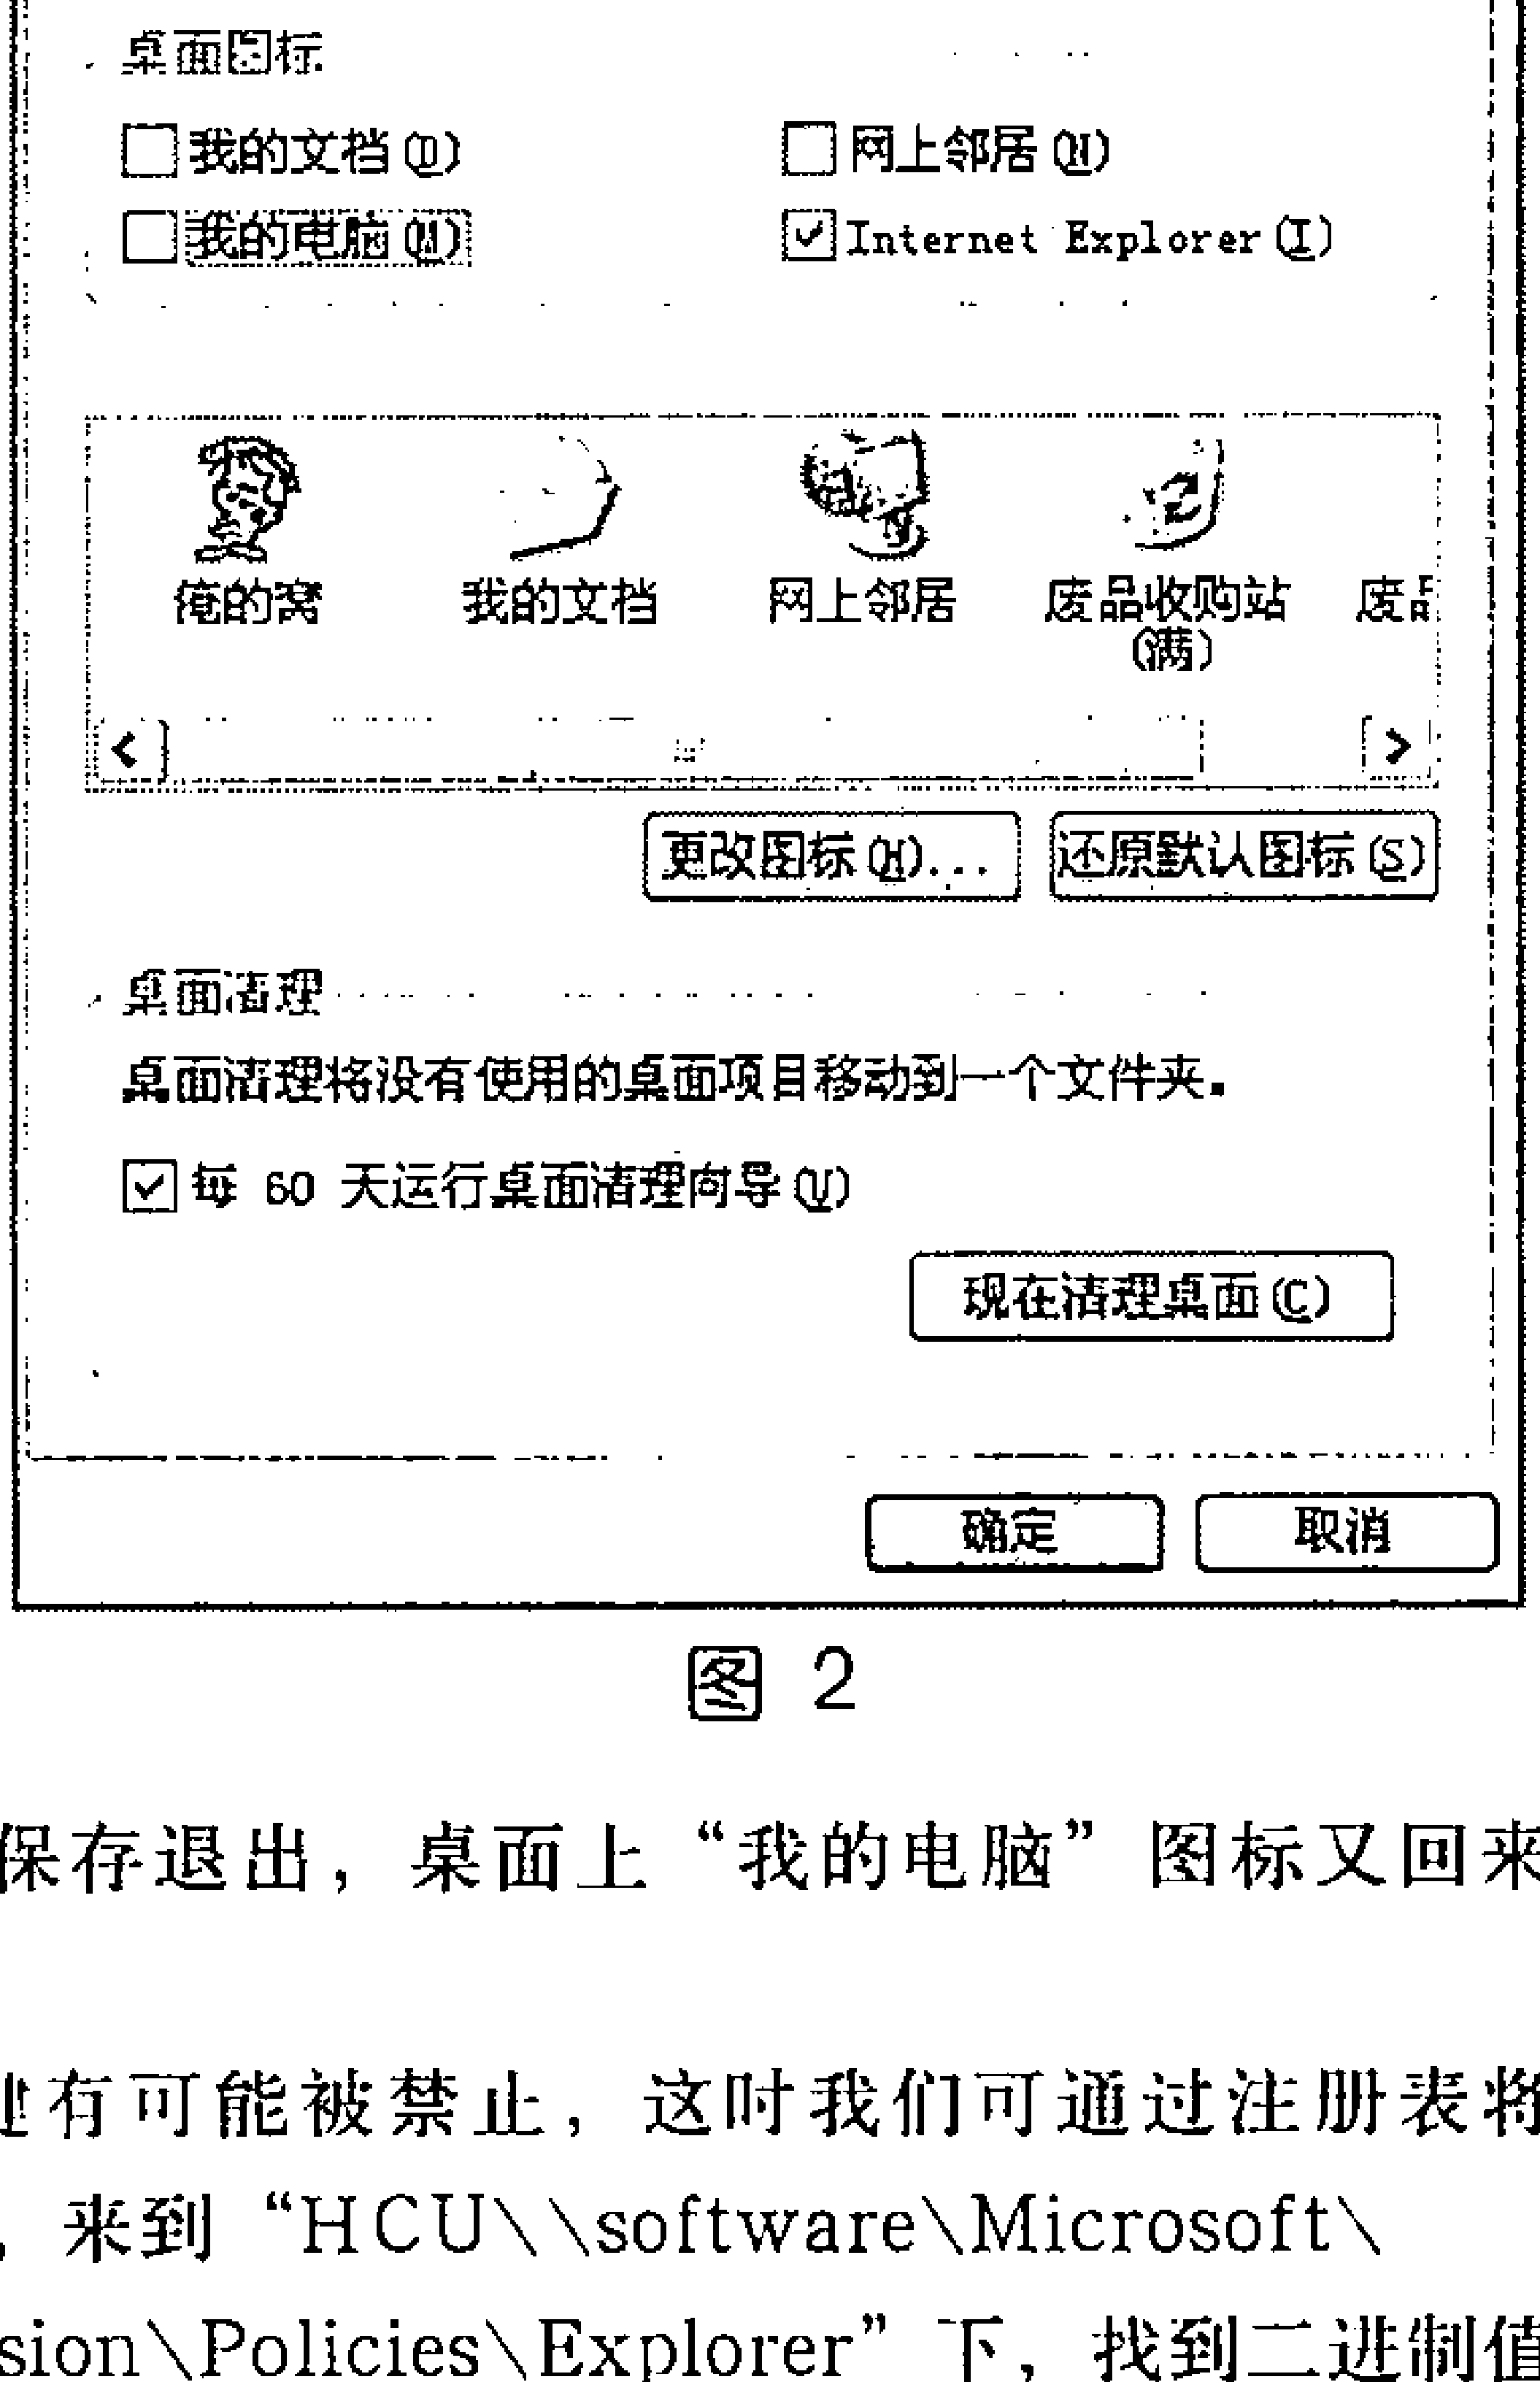 桌面图标
我的文档(D) 网上邻居(N)
我的电脑(M) Internet Explorer(I)
俺的窝 我的文档 网上邻居 废品收购站 废品
(满)
更改图标(H)... 还原默认图标(S)
桌面清理
桌面清理将没有使用的桌面项目移动到一个文件夹。
每 60 天运行桌面清理向导(U)
现在清理桌面(C)
确定 取消
图 2
保存退出，桌面上“我的电脑”图标又回来
有可能被禁止，这时我们可通过注册表将
，来到“HCU\\software\Microsoft\
sion\Policies\Explorer”下，找到二进制值